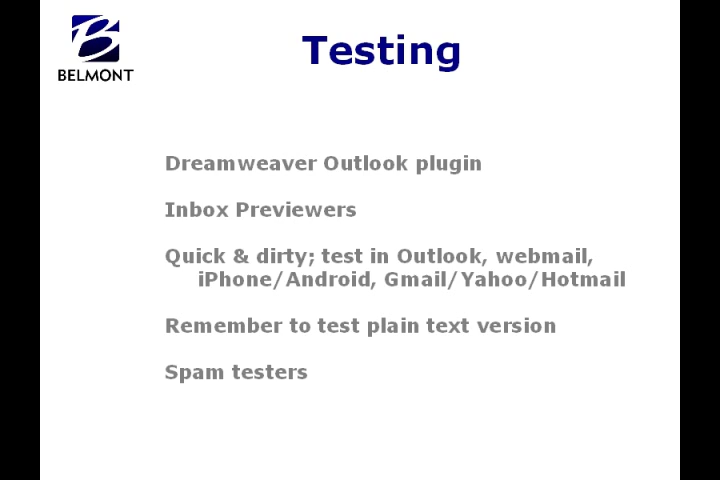 BELMONT
Testing
Dreamweaver Outlook plugin
Inbox Previewers
Quick & dirty; test in Outlook, webmail,
iPhone/Android, Gmail/Yahoo/Hotmail
Remember to test plain text version
Spam testers